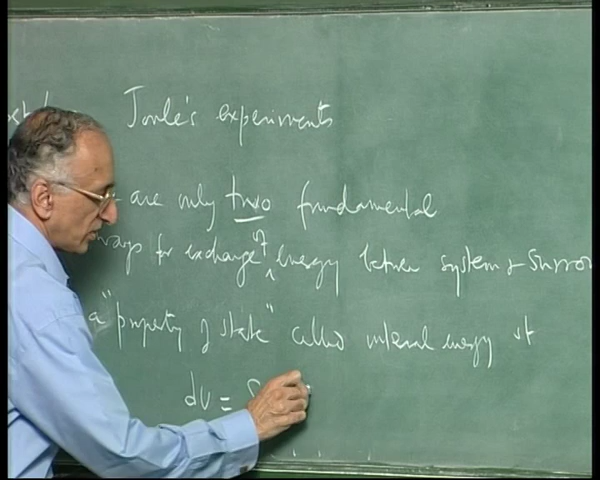 Joule's experiments
are only two fundamental
ways for exchange of energy between system & surro
a "property of state" called internal energy st
dU =